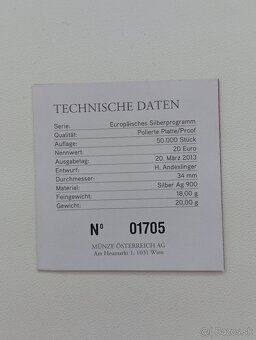 TECHNISCHE DATEN
Serie: Europäisches Silberprogramm
Qualität: Polierte Platte/Proof
Auflage: 50.000 Stück
Nennwert: 20 Euro
Ausgabetag: 20. März 2013
Entwurf: H. Andexlinger
Durchmesser: 34 mm
Material: Silber Ag 900
Feingewicht: 18,00 g
Gewicht: 20,00 g
Nº 01705
MÜNZE ÖSTERREICH AG
Am Heumarkt 1, 1031 Wien